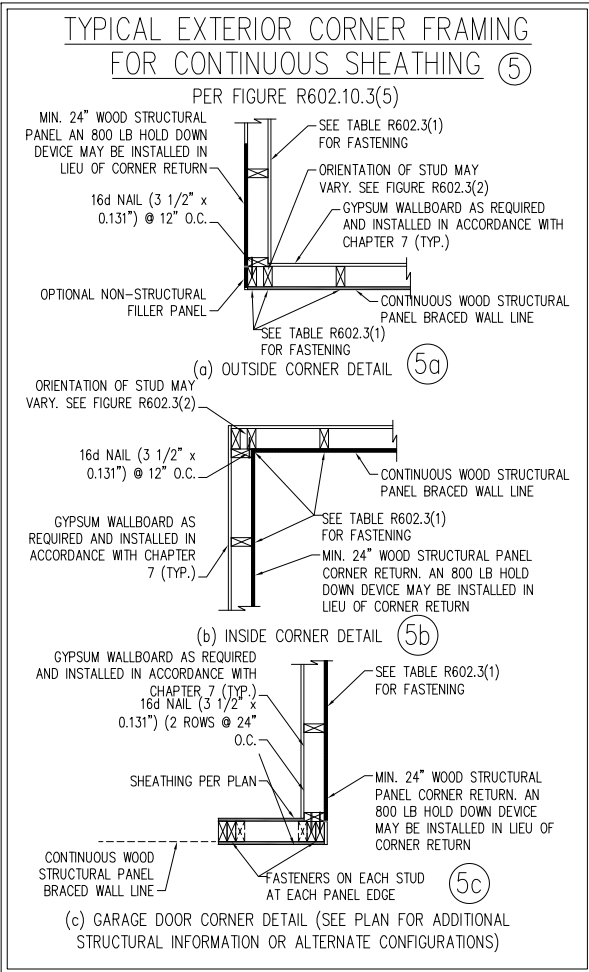 TYPICAL EXTERIOR CORNER FRAMING
FOR CONTINUOUS SHEATHING 5
PER FIGURE R602.10.3(5)
MIN. 24" WOOD STRUCTURAL
PANEL AN 800 LB HOLD DOWN
DEVICE MAY BE INSTALLED IN
LIEU OF CORNER RETURN
SEE TABLE R602.3(1)
FOR FASTENING
ORIENTATION OF STUD MAY
VARY. SEE FIGURE R602.3(2)
16d NAIL (3 1/2" x
0.131") @ 12" O.C.
GYPSUM WALLBOARD AS REQUIRED
AND INSTALLED IN ACCORDANCE WITH
CHAPTER 7 (TYP.)
OPTIONAL NON-STRUCTURAL
FILLER PANEL
CONTINUOUS WOOD STRUCTURAL
PANEL BRACED WALL LINE
SEE TABLE R602.3(1)
FOR FASTENING
(a) OUTSIDE CORNER DETAIL 5a
ORIENTATION OF STUD MAY
VARY. SEE FIGURE R602.3(2)
16d NAIL (3 1/2" x
0.131") @ 12" O.C.
CONTINUOUS WOOD STRUCTURAL
PANEL BRACED WALL LINE
GYPSUM WALLBOARD AS
REQUIRED AND INSTALLED IN
ACCORDANCE WITH CHAPTER
7 (TYP.)
SEE TABLE R602.3(1)
FOR FASTENING
MIN. 24" WOOD STRUCTURAL PANEL
CORNER RETURN. AN 800 LB HOLD
DOWN DEVICE MAY BE INSTALLED IN
LIEU OF CORNER RETURN
(b) INSIDE CORNER DETAIL 5b
GYPSUM WALLBOARD AS REQUIRED
AND INSTALLED IN ACCORDANCE WITH
CHAPTER 7 (TYP.)
SEE TABLE R602.3(1)
FOR FASTENING
16d NAIL (3 1/2" x
0.131") (2 ROWS @ 24"
O.C.
SHEATHING PER PLAN
MIN. 24" WOOD STRUCTURAL
PANEL CORNER RETURN. AN
800 LB HOLD DOWN DEVICE
MAY BE INSTALLED IN LIEU OF
CORNER RETURN
CONTINUOUS WOOD
STRUCTURAL PANEL
BRACED WALL LINE
FASTENERS ON EACH STUD
AT EACH PANEL EDGE
5c
(c) GARAGE DOOR CORNER DETAIL (SEE PLAN FOR ADDITIONAL
STRUCTURAL INFORMATION OR ALTERNATE CONFIGURATIONS)